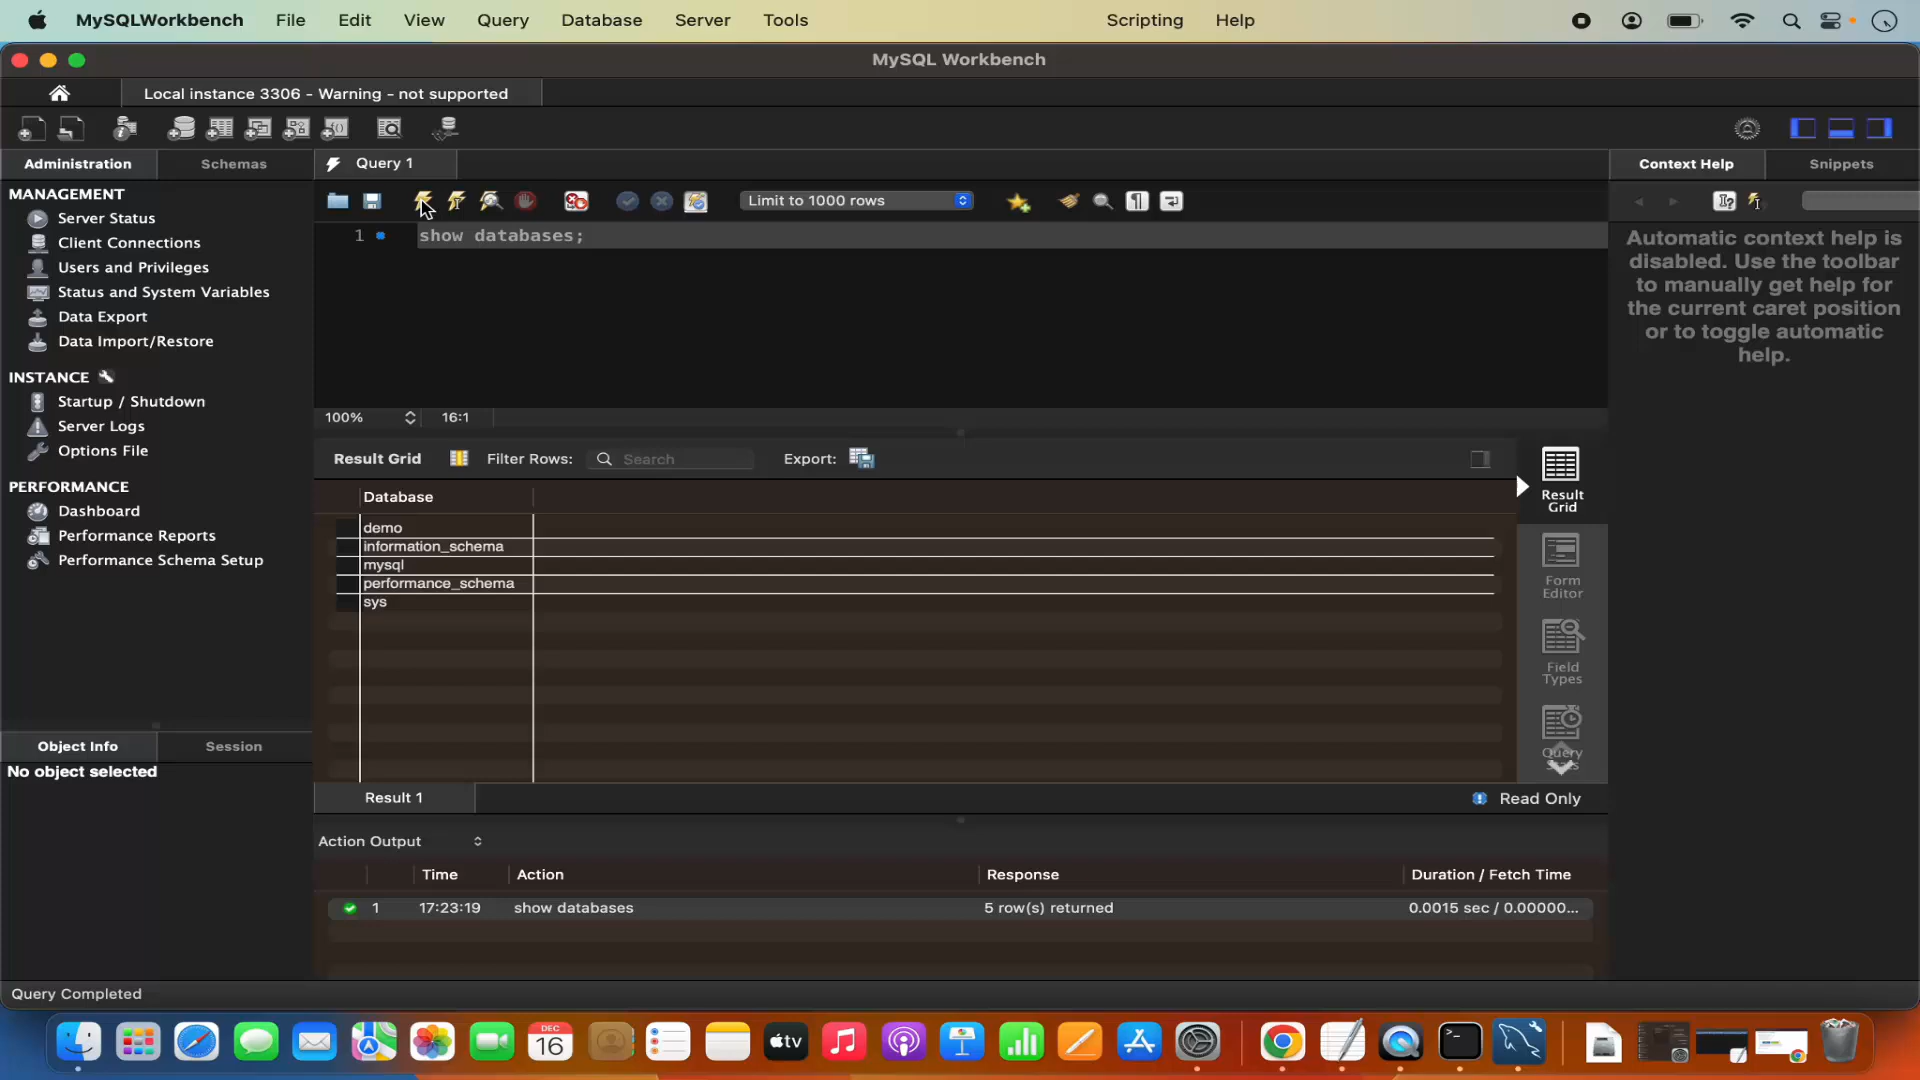 MySQLWorkbench File Edit View Query Database Server Tools Scripting Help
MySQL Workbench
Local instance 3306 - Warning - not supported
Administration Schemas
Query 1
Context Help Snippets
MANAGEMENT
Server Status
Client Connections
Users and Privileges
Status and System Variables
Data Export
Data Import/Restore
INSTANCE
Startup / Shutdown
Server Logs
Options File
PERFORMANCE
Dashboard
Performance Reports
Performance Schema Setup
Object Info Session
No object selected
Limit to 1000 rows
1 show databases;
100% 16:1
Result Grid Filter Rows: Search Export:
Database
demo
information_schema
mysql
performance_schema
sys
Result
Grid
Form
Editor
Field
Types
Query
Result 1 Read Only
Action Output
Time Action Response Duration / Fetch Time
1 17:23:19 show databases 5 row(s) returned 0.0015 sec / 0.00000...
Automatic context help is
disabled. Use the toolbar
to manually get help for
the current caret position
or to toggle automatic
help.
Query Completed
DEC
16
tv